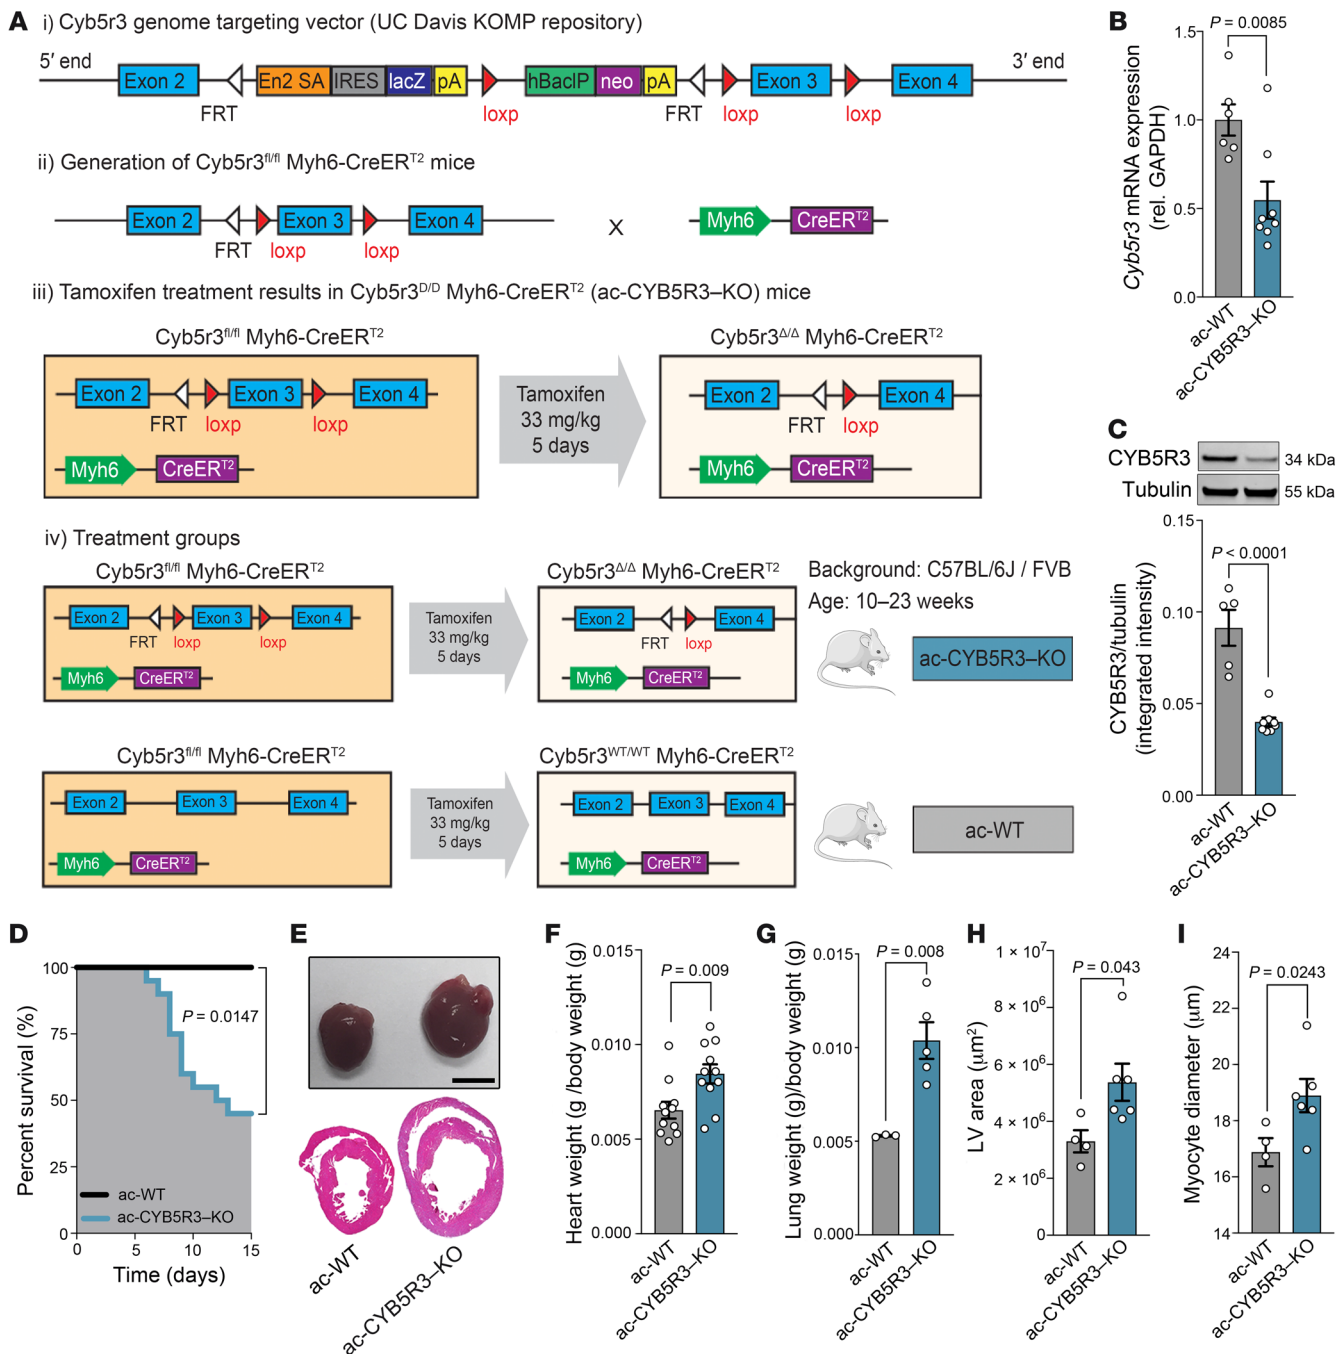 A
i) Cyb5r3 genome targeting vector (UC Davis KOMP repository)
5′ end
3′ end
Exon 2
En2 SA
IRES
lacZ
pA
hBacIP
neo
pA
Exon 3
Exon 4
FRT
loxp
FRT
loxp
loxp
ii) Generation of Cyb5r3fl/fl Myh6-CreERT2 mice
Exon 2
Exon 3
Exon 4
X
Myh6
CreERT2
FRT
loxp
loxp
iii) Tamoxifen treatment results in Cyb5r3D/D Myh6-CreERT2 (ac-CYB5R3–KO) mice
Cyb5r3fl/fl Myh6-CreERT2
Exon 2
Exon 3
Exon 4
FRT
loxp
loxp
Myh6
CreERT2
Tamoxifen
33 mg/kg
5 days
Cyb5r3Δ/Δ Myh6-CreERT2
Exon 2
Exon 4
FRT
loxp
Myh6
CreERT2
iv) Treatment groups
Cyb5r3fl/fl Myh6-CreERT2
Exon 2
Exon 3
Exon 4
FRT
loxp
loxp
Myh6
CreERT2
Tamoxifen
33 mg/kg
5 days
Cyb5r3Δ/Δ Myh6-CreERT2
Exon 2
Exon 4
FRT
loxp
Myh6
CreERT2
Background: C57BL/6J / FVB
Age: 10–23 weeks
ac-CYB5R3–KO
Cyb5r3fl/fl Myh6-CreERT2
Exon 2
Exon 3
Exon 4
Myh6
CreERT2
Tamoxifen
33 mg/kg
5 days
Cyb5r3WT/WT Myh6-CreERT2
Exon 2
Exon 3
Exon 4
Myh6
CreERT2
ac-WT
B
P = 0.0085
Cyb5r3 mRNA expression
(rel. GAPDH)
1.5
1.0
0.5
0.0
ac-WT
ac-CYB5R3–KO
C
CYB5R3
34 kDa
Tubulin
55 kDa
P < 0.0001
CYB5R3/tubulin
(integrated intensity)
0.15
0.10
0.05
0.00
ac-WT
ac-CYB5R3–KO
D
Percent survival (%)
100
75
50
25
0
P = 0.0147
ac-WT
ac-CYB5R3–KO
0
5
10
15
Time (days)
E
ac-WT
ac-CYB5R3–KO
F
Heart weight (g /body weight (g)
0.015
0.010
0.005
0.000
P = 0.009
ac-WT
ac-CYB5R3–KO
G
Lung weight (g)/body weight (g)
0.015
0.010
0.005
0.000
P = 0.008
ac-WT
ac-CYB5R3–KO
H
LV area (μm2)
1 × 107
8 × 106
6 × 106
4 × 106
2 × 106
0
P = 0.043
ac-WT
ac-CYB5R3–KO
I
Myocyte diameter (μm)
24
22
20
18
16
14
P = 0.0243
ac-WT
ac-CYB5R3–KO